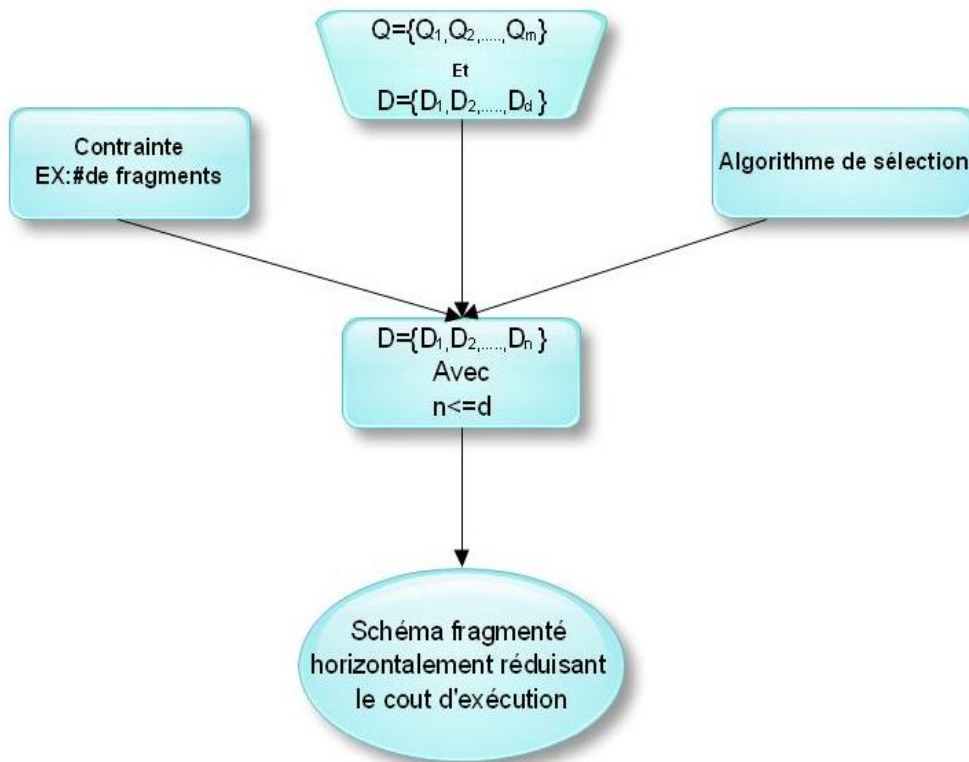 Q={Q1,Q2,.....,Qm}
Et
D={D1,D2,.....,Dd}
Contrainte
EX:#de fragments
Algorithme de sélection
D={D1,D2,.....,Dn}
Avec
n<=d
Schéma fragmenté
horizontalement réduisant
le cout d'exécution